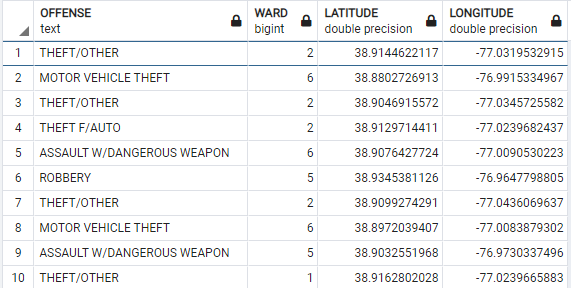 OFFENSE WARD LATITUDE LONGITUDE
text bigint double precision double precision
1 THEFT/OTHER 2 38.9144622117 -77.0319532915
2 MOTOR VEHICLE THEFT 6 38.8802726913 -76.9915334967
3 THEFT/OTHER 2 38.9046915572 -77.0345725582
4 THEFT F/AUTO 2 38.9129714411 -77.0239682437
5 ASSAULT W/DANGEROUS WEAPON 6 38.9076427724 -77.0090530223
6 ROBBERY 5 38.9345381126 -76.9647798805
7 THEFT/OTHER 2 38.9099274291 -77.0436069637
8 MOTOR VEHICLE THEFT 6 38.8972039407 -77.0083879302
9 ASSAULT W/DANGEROUS WEAPON 5 38.9032551968 -76.9730337496
10 THEFT/OTHER 1 38.9162802028 -77.0239665883